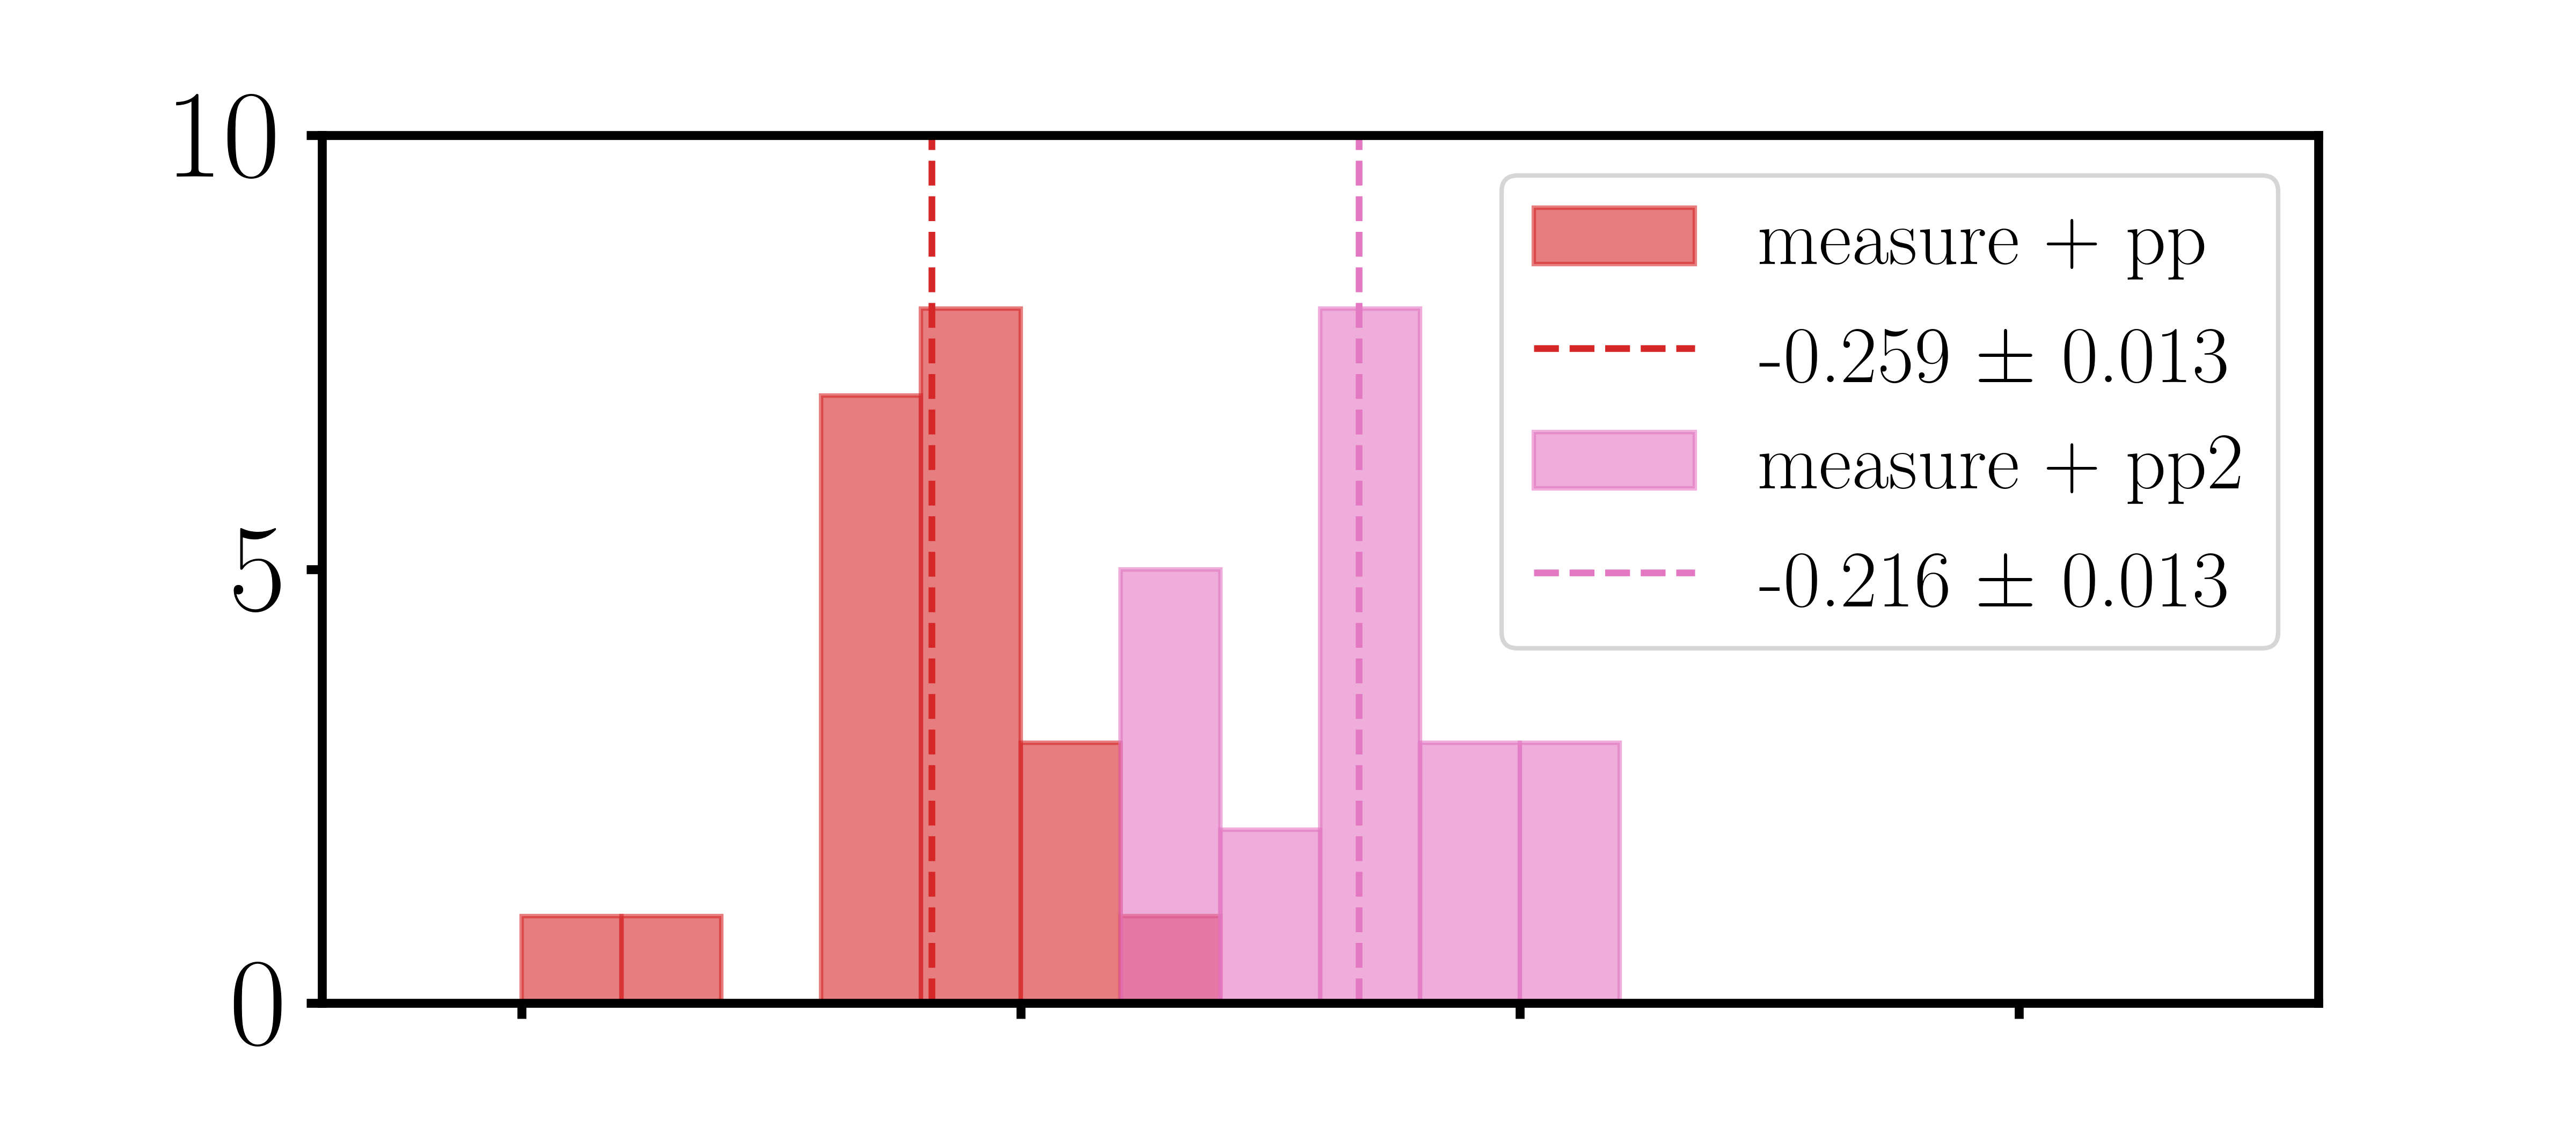 10
5
0
measure + pp
-0.259 ± 0.013
measure + pp2
-0.216 ± 0.013